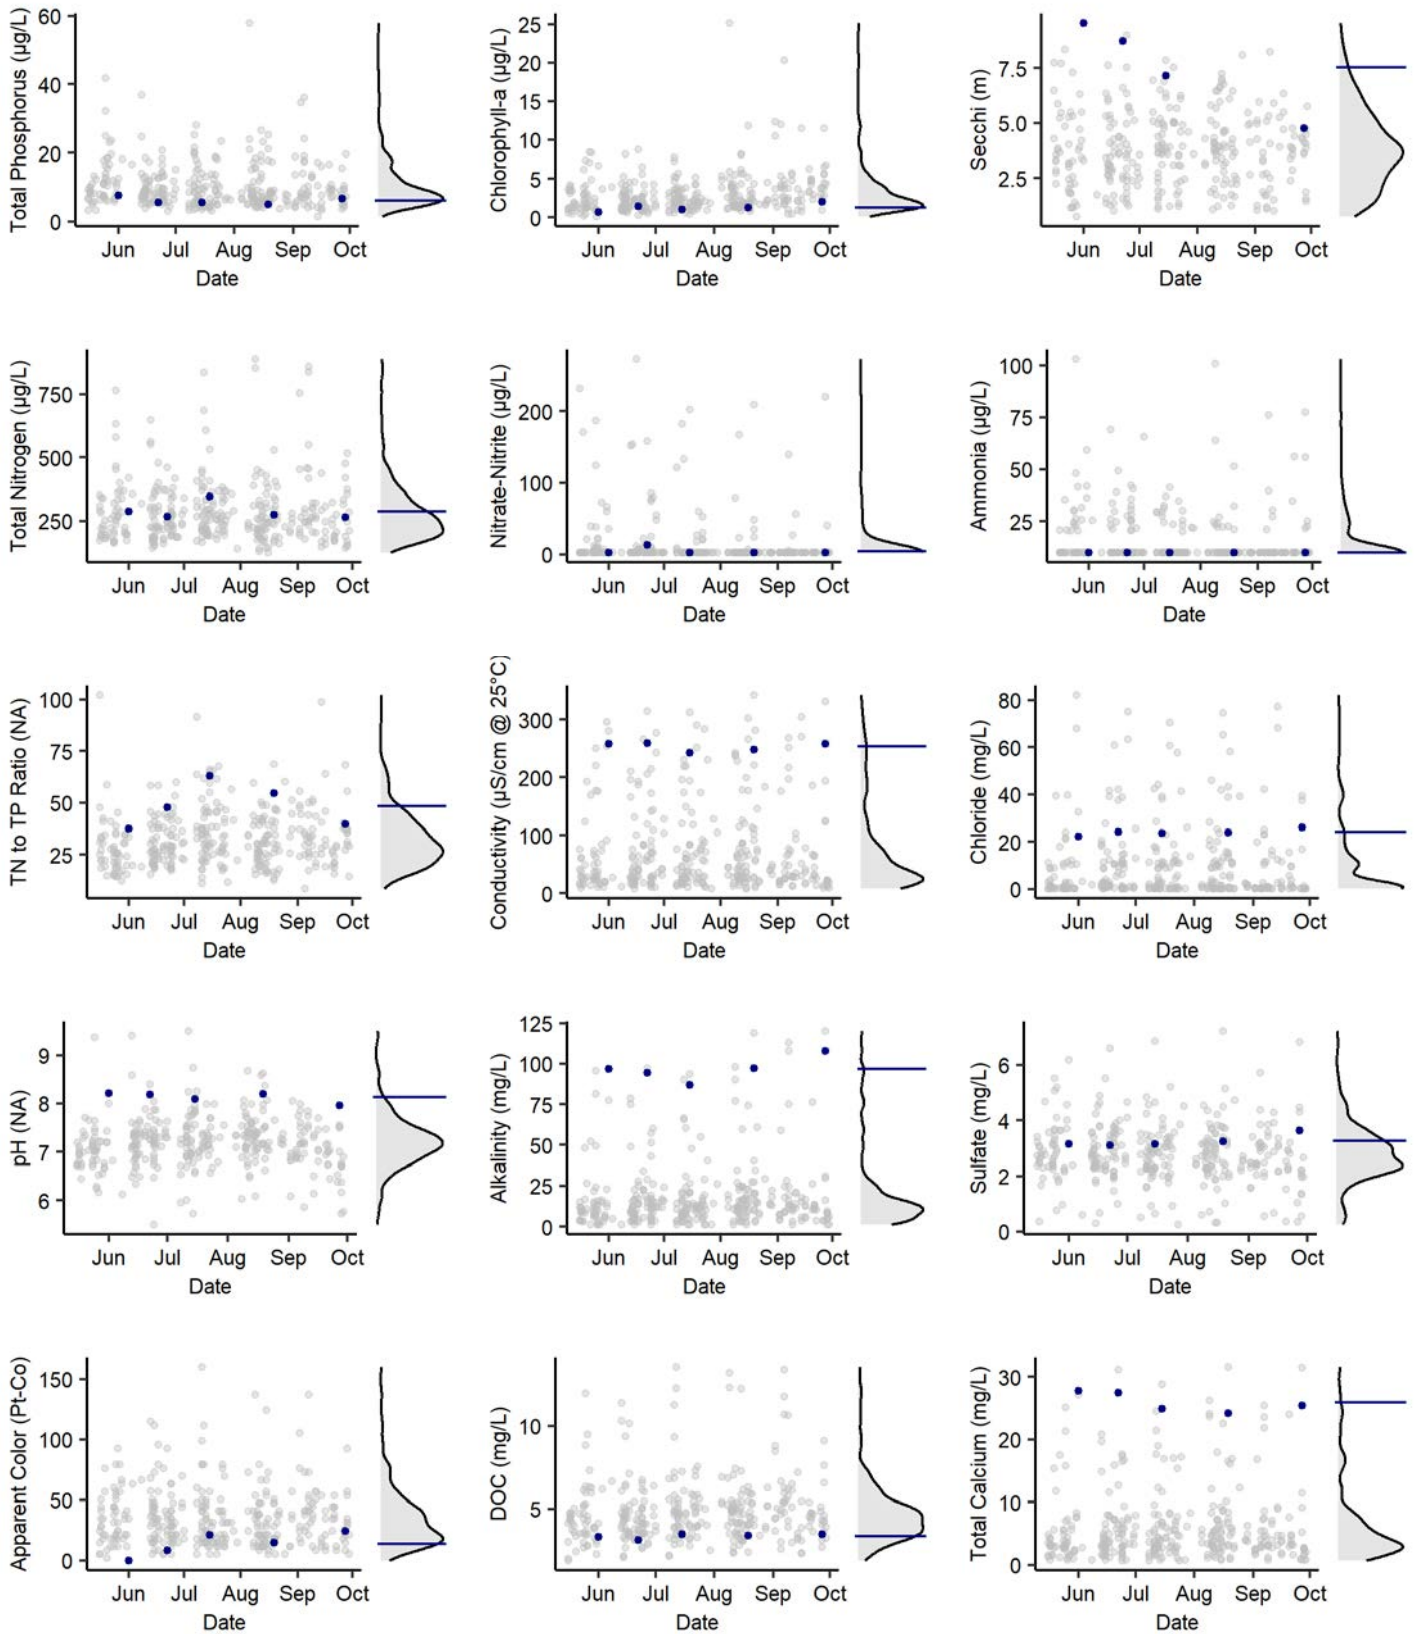 Total Phosphorus (µg/L)
60
40
20
0
Jun Jul Aug Sep Oct
Date
Chlorophyll-a (µg/L)
25
20
15
10
5
0
Jun Jul Aug Sep Oct
Date
Secchi (m)
7.5
5.0
2.5
Jun Jul Aug Sep Oct
Date
Total Nitrogen (µg/L)
750
500
250
Jun Jul Aug Sep Oct
Date
Nitrate-Nitrite (µg/L)
200
100
0
Jun Jul Aug Sep Oct
Date
Ammonia (µg/L)
100
75
50
25
Jun Jul Aug Sep Oct
Date
TN to TP Ratio (NA)
100
75
50
25
Jun Jul Aug Sep Oct
Date
Conductivity (µS/cm @ 25°C)
300
200
100
0
Jun Jul Aug Sep Oct
Date
Chloride (mg/L)
80
60
40
20
0
Jun Jul Aug Sep Oct
Date
pH (NA)
9
8
7
6
Jun Jul Aug Sep Oct
Date
Alkalinity (mg/L)
125
100
75
50
25
0
Jun Jul Aug Sep Oct
Date
Sulfate (mg/L)
6
4
2
0
Jun Jul Aug Sep Oct
Date
Apparent Color (Pt-Co)
150
100
50
0
Jun Jul Aug Sep Oct
Date
DOC (mg/L)
10
5
Jun Jul Aug Sep Oct
Date
Total Calcium (mg/L)
30
20
10
0
Jun Jul Aug Sep Oct
Date